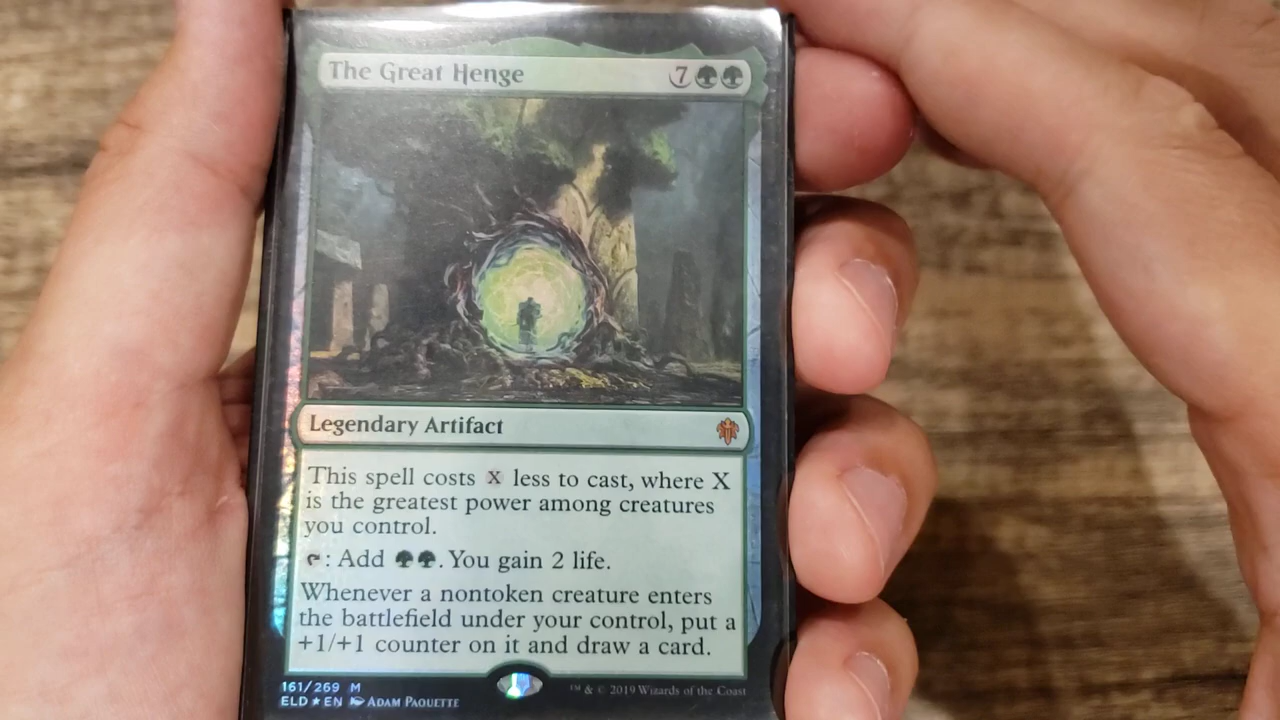 The Great Henge 7
Legendary Artifact
This spell costs X less to cast, where X
is the greatest power among creatures
you control.
: Add . You gain 2 life.
Whenever a nontoken creature enters
the battlefield under your control, put a
+1/+1 counter on it and draw a card.
161/269 M
™ & © 2019 Wizards of the Coast
ELD ★ EN ADAM PAQUETTE